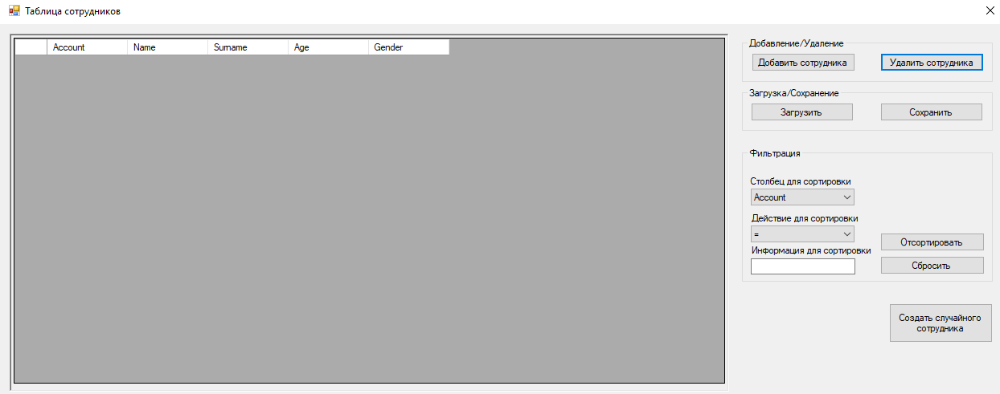 Таблица сотрудников
Account Name Surname Age Gender
Добавление/Удаление
Добавить сотрудника Удалить сотрудника
Загрузка/Сохранение
Загрузить Сохранить
Фильтрация
Столбец для сортировки
Account
Действие для сортировки
=
Отсортировать
Информация для сортировки
Сбросить
Создать случайного
сотрудника